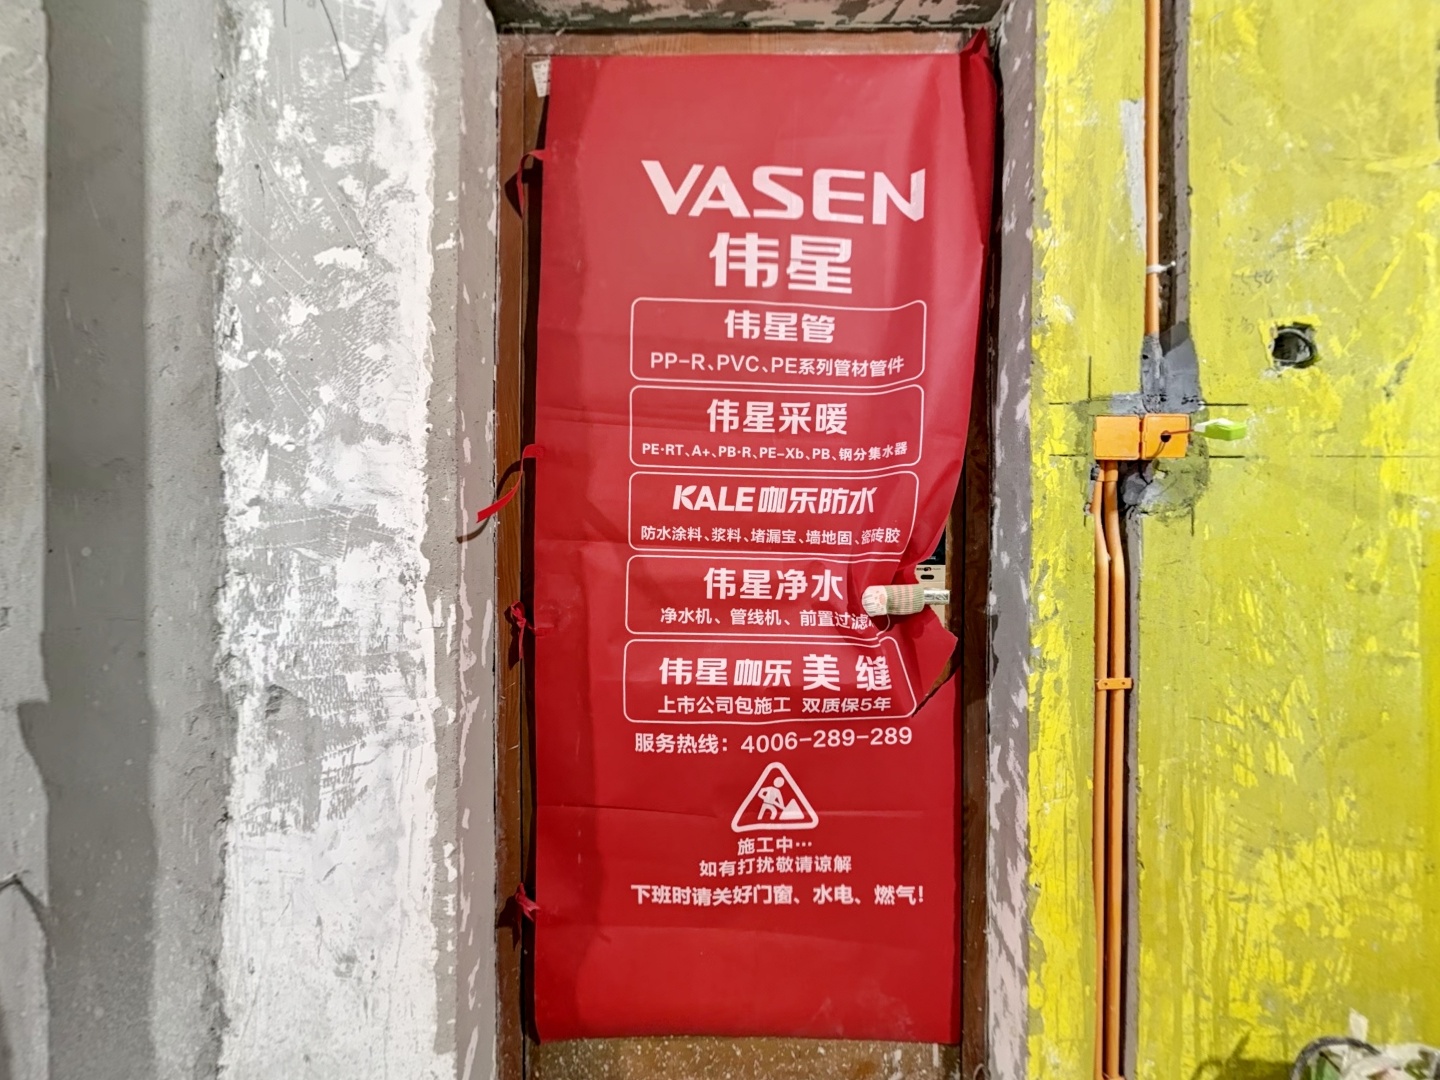 VASEN
伟星
伟星管
PP-R、PVC、PE系列管材管件
伟星采暖
PE·RT、A+、PB·R、PE-Xb、PB、钢分集水器
KALE咖乐防水
防水涂料、浆料、堵漏宝、墙地固、瓷砖胶
伟星净水
净水机、管线机、前置过滤
伟星 咖乐 美 缝
上市公司包施工 双质保5年
服务热线：4006-289-289
施工中…
如有打扰敬请谅解
下班时请关好门窗、水电、燃气!